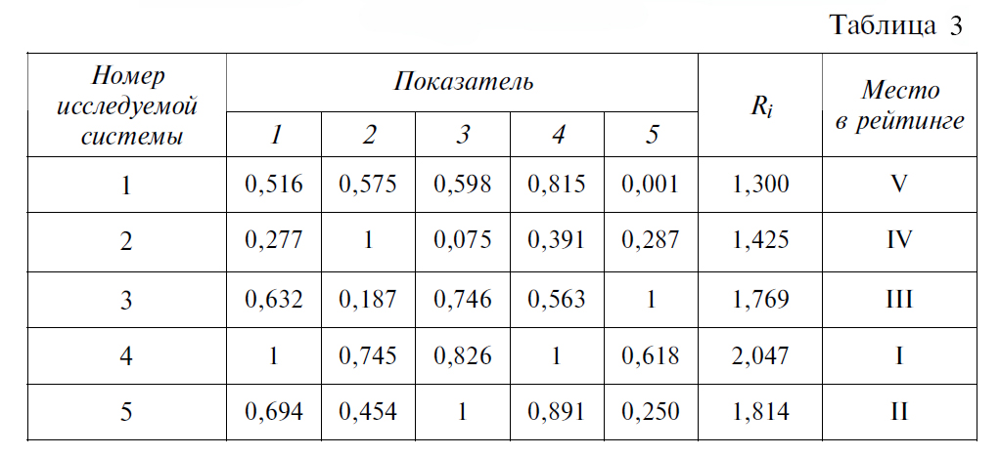 Таблица 3
Номер исследуемой системы Показатель R_i Место в рейтинге
1 2 3 4 5
1 0,516 0,575 0,598 0,815 0,001 1,300 V
2 0,277 1 0,075 0,391 0,287 1,425 IV
3 0,632 0,187 0,746 0,563 1 1,769 III
4 1 0,745 0,826 1 0,618 2,047 I
5 0,694 0,454 1 0,891 0,250 1,814 II